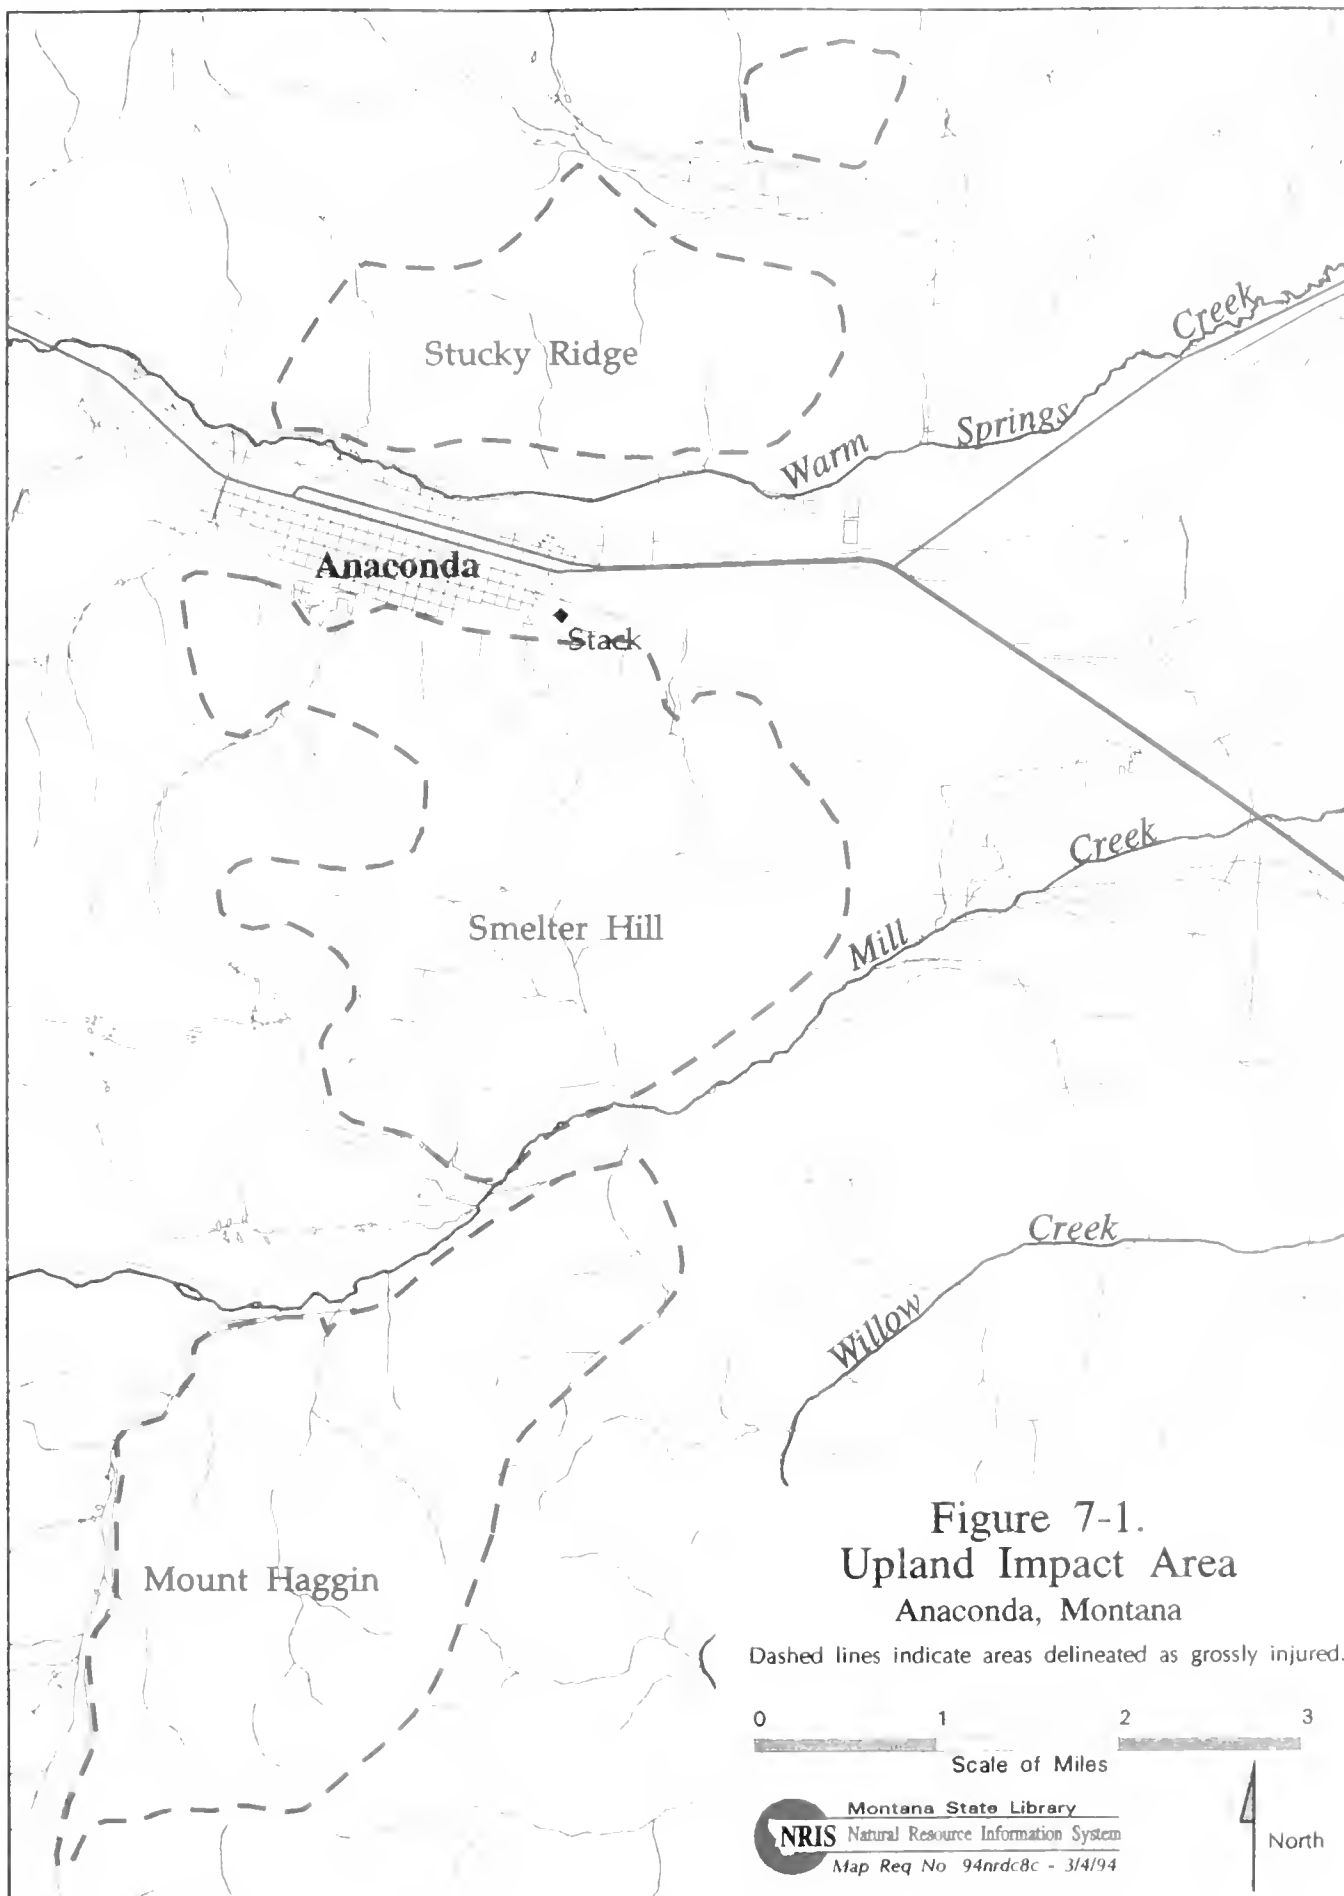 Stucky Ridge
Warm Springs Creek
Anaconda
Stack
Smelter Hill
Mill Creek
Willow Creek
Mount Haggin
Figure 7-1.
Upland Impact Area
Anaconda, Montana
Dashed lines indicate areas delineated as grossly injured.
0 1 2 3
Scale of Miles
Montana State Library
NRIS Natural Resource Information System
Map Req No 94nrdc8c - 3/4/94
North